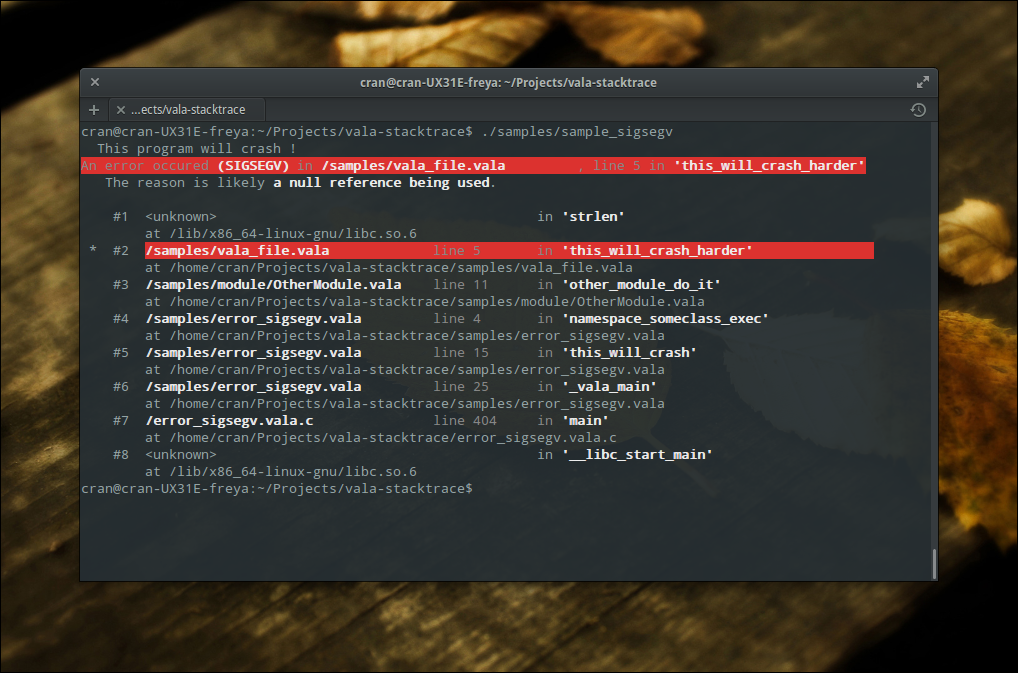 cran@cran-UX31E-freya: ~/Projects/vala-stacktrace
...ects/vala-stacktrace
cran@cran-UX31E-freya:~/Projects/vala-stacktrace$ ./samples/sample_sigsegv
This program will crash !
An error occured (SIGSEGV) in /samples/vala_file.vala , line 5 in 'this_will_crash_harder'
The reason is likely a null reference being used.
#1 <unknown> in 'strlen'
at /lib/x86_64-linux-gnu/libc.so.6
* #2 /samples/vala_file.vala line 5 in 'this_will_crash_harder'
at /home/cran/Projects/vala-stacktrace/samples/vala_file.vala
#3 /samples/module/OtherModule.vala line 11 in 'other_module_do_it'
at /home/cran/Projects/vala-stacktrace/samples/module/OtherModule.vala
#4 /samples/error_sigsegv.vala line 4 in 'namespace_someclass_exec'
at /home/cran/Projects/vala-stacktrace/samples/error_sigsegv.vala
#5 /samples/error_sigsegv.vala line 15 in 'this_will_crash'
at /home/cran/Projects/vala-stacktrace/samples/error_sigsegv.vala
#6 /samples/error_sigsegv.vala line 25 in '_vala_main'
at /home/cran/Projects/vala-stacktrace/samples/error_sigsegv.vala
#7 /error_sigsegv.vala.c line 404 in 'main'
at /home/cran/Projects/vala-stacktrace/error_sigsegv.vala.c
#8 <unknown> in '__libc_start_main'
at /lib/x86_64-linux-gnu/libc.so.6
cran@cran-UX31E-freya:~/Projects/vala-stacktrace$